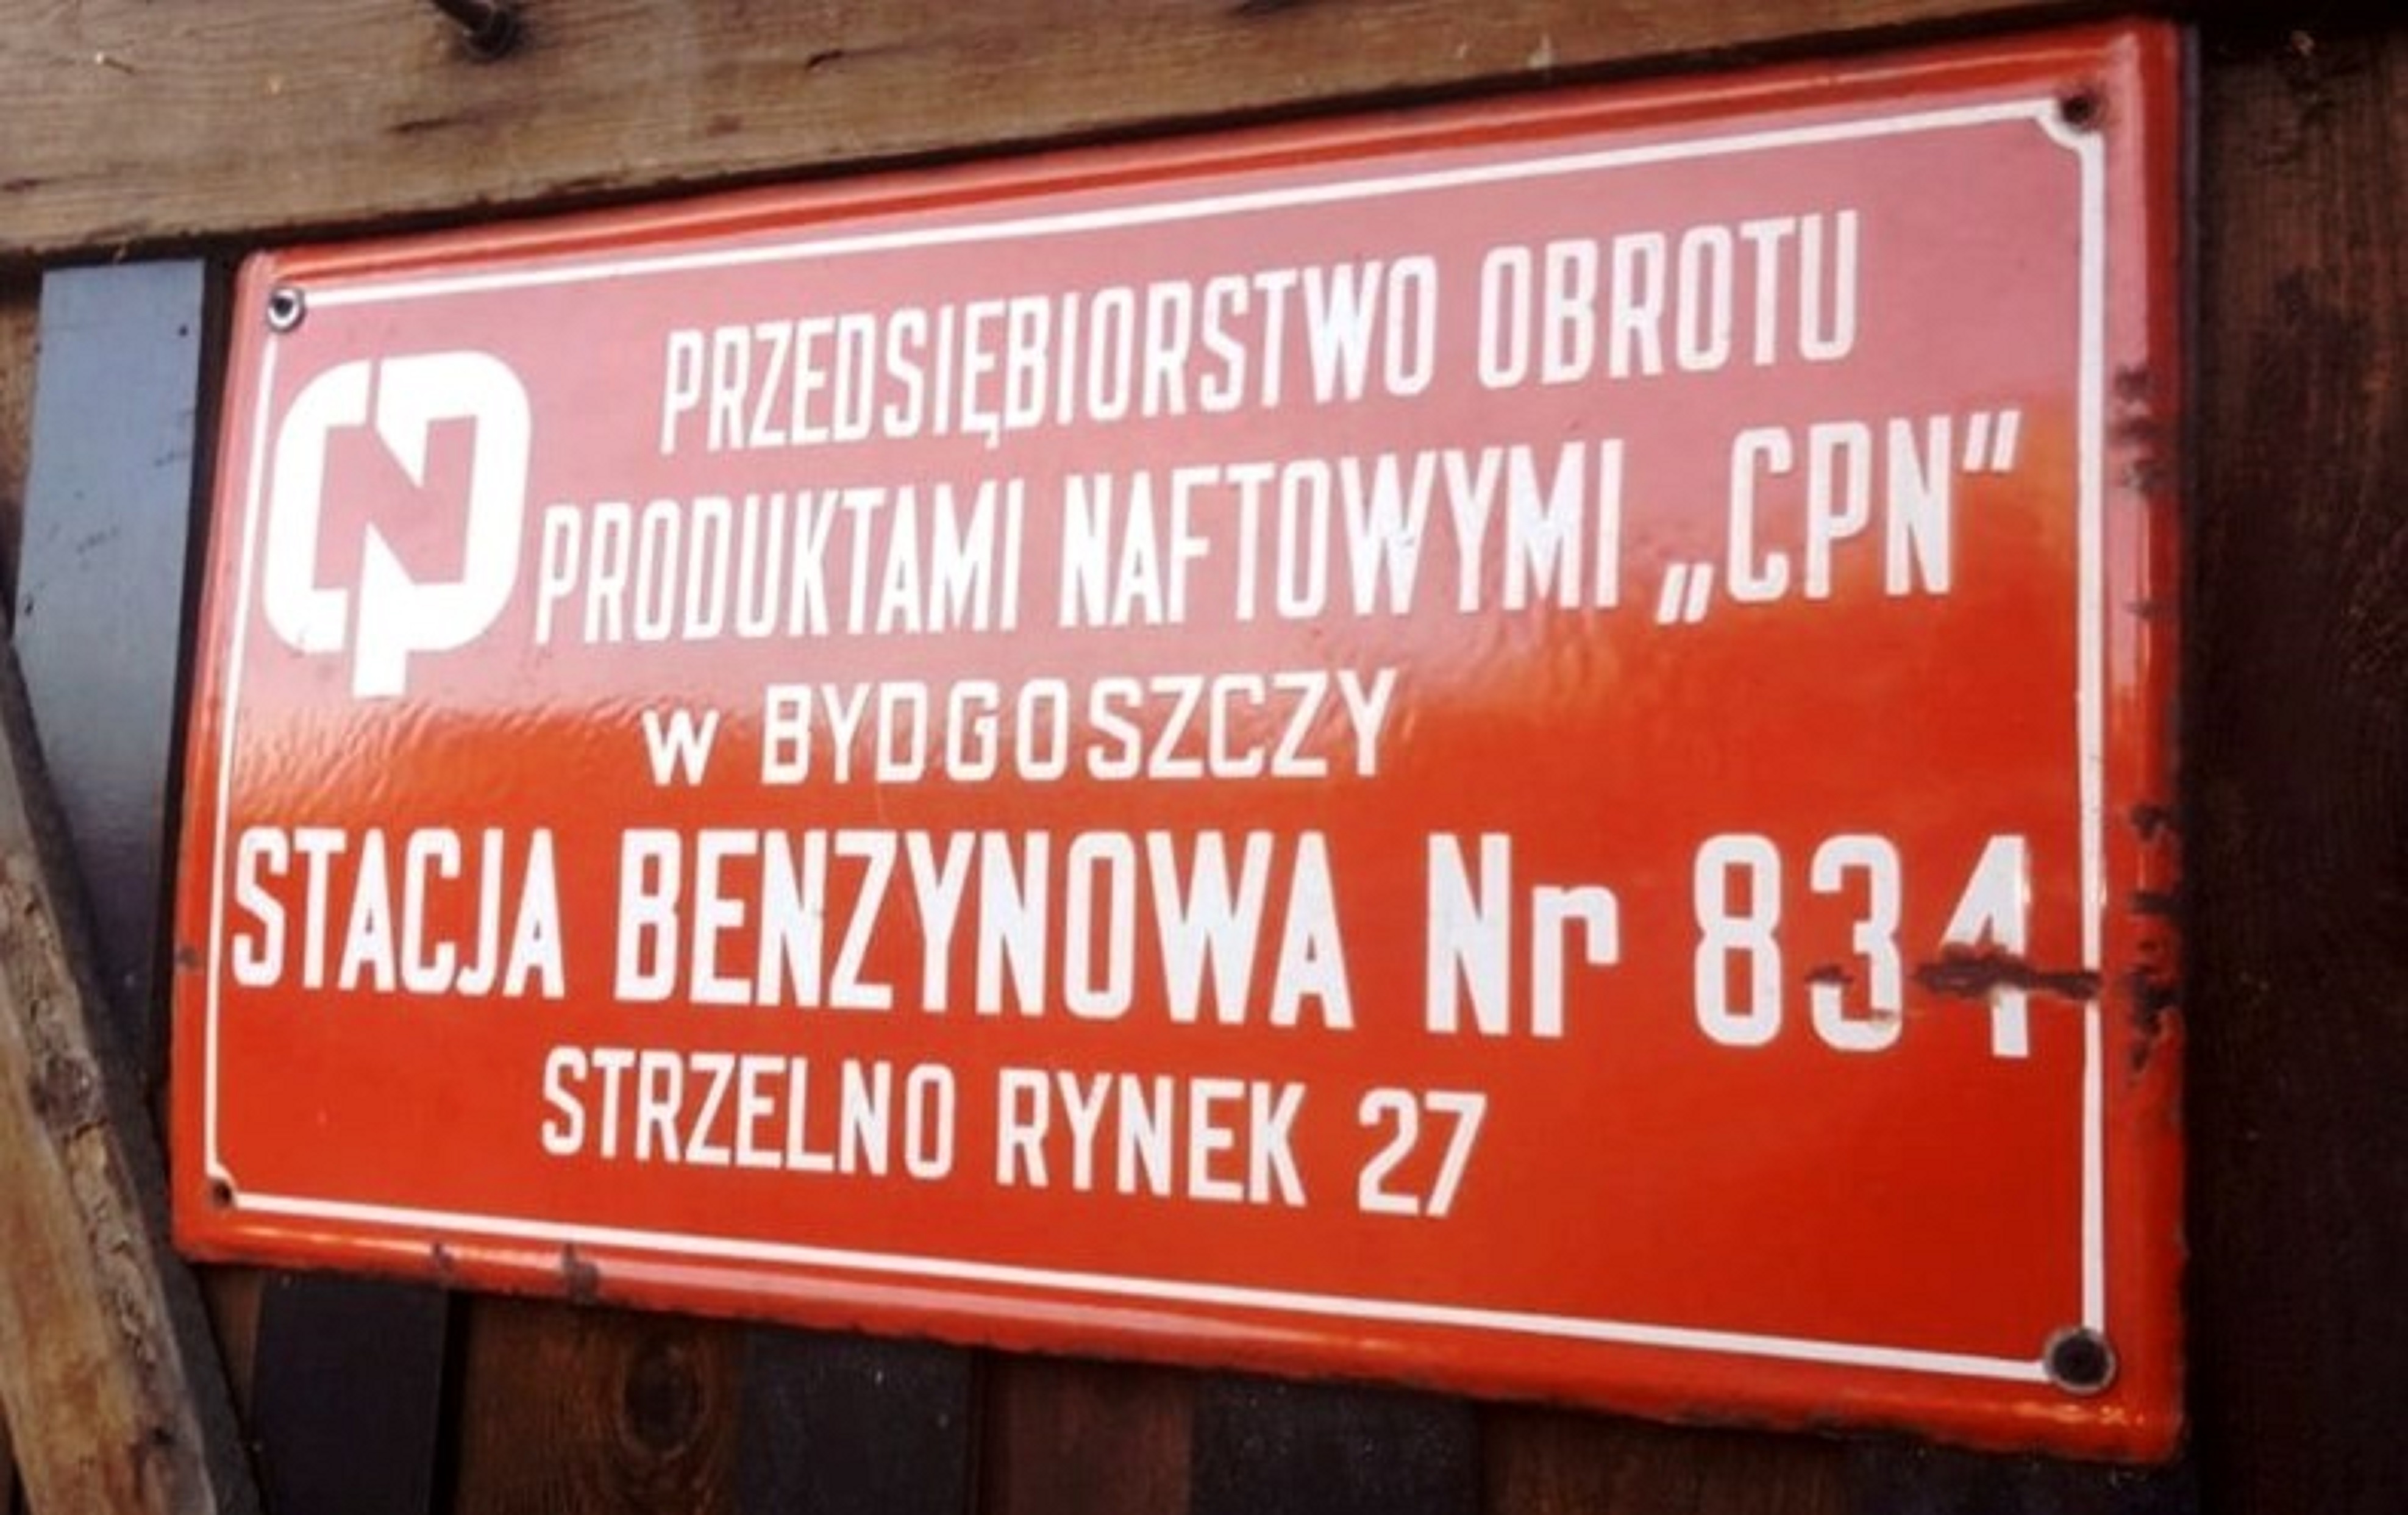 PRZEDSIĘBIORSTWO OBROTU
PRODUKTAMI NAFTOWYMI „CPN“
w BYDGOSZCZY
STACJA BENZYNOWA Nr 834
STRZELNO RYNEK 27